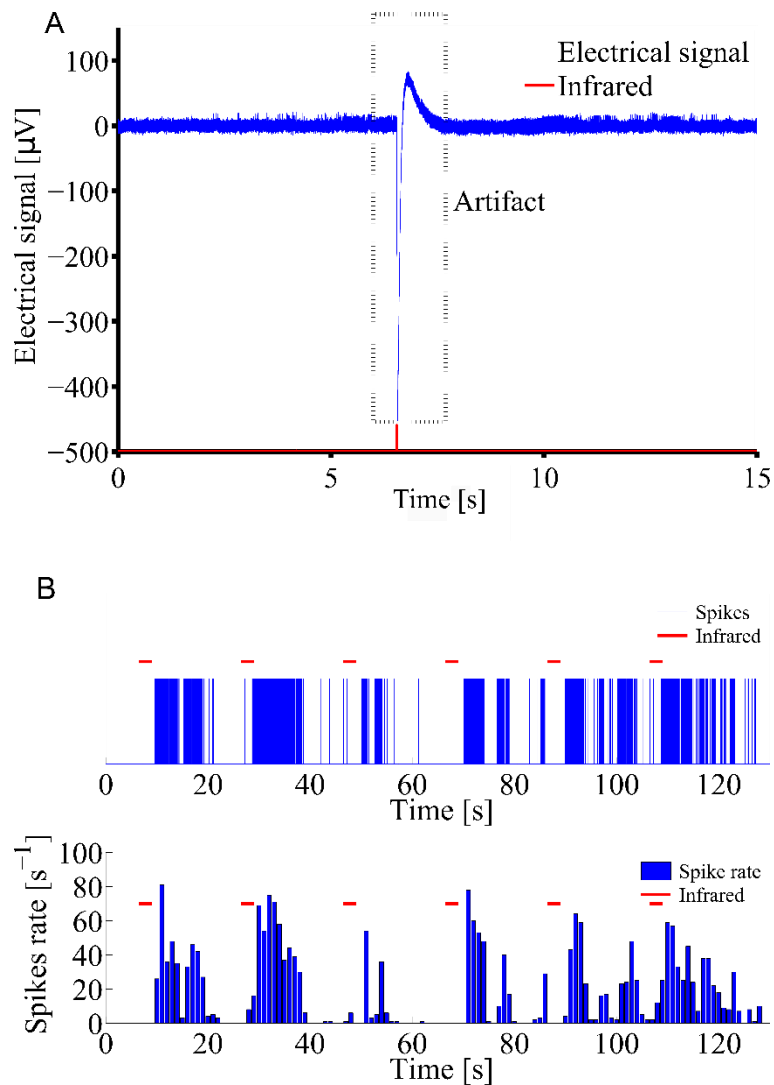 A
Electrical signal [µV]
100
0
−100
−200
−300
−400
−500
Electrical signal
Infrared
Artifact
0 5 10 15
Time [s]
B
Spikes
Infrared
0 20 40 60 80 100 120
Time [s]
Spikes rate [s⁻¹]
100
80
60
40
20
0
Spike rate
Infrared
0 20 40 60 80 100 120
Time [s]